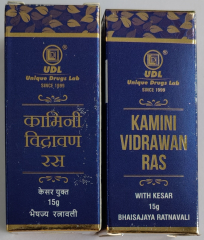 UDL
Unique Drugs Lab
SINCE 1999
कामिनी
विद्रावण
रस
केसर युक्त
15g
भैषज्य रत्नावली
UDL
Unique Drugs Lab
SINCE 1999
KAMINI
VIDRAWAN
RAS
WITH KESAR
15g
BHAISAJAYA RATNAVALI